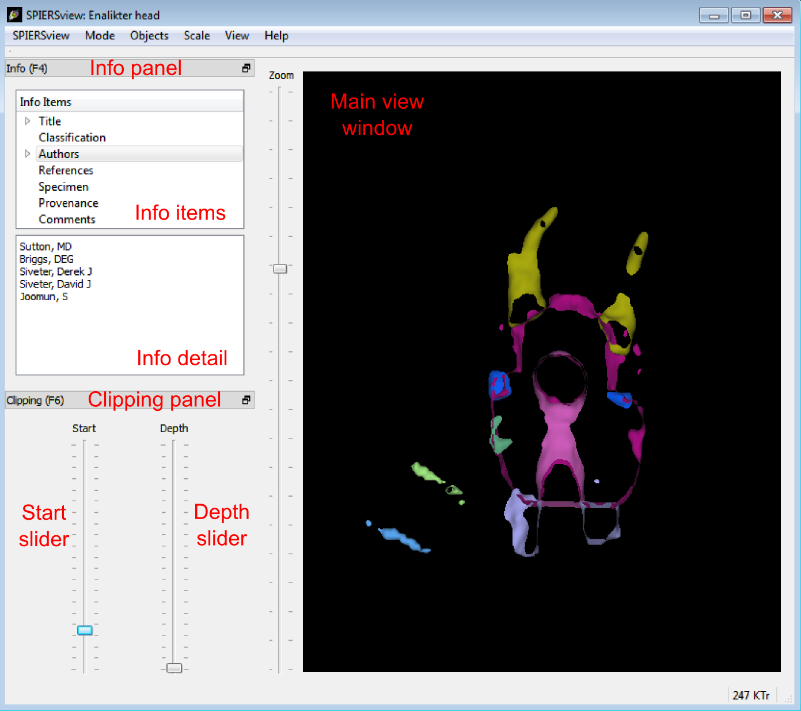 SPIERSview: Enalikter head
SPIERSview Mode Objects Scale View Help
Info (F4)
Info panel
Info Items
Title
Classification
Authors
References
Specimen
Provenance
Comments
Info items
Sutton, MD
Briggs, DEG
Siveter, Derek J
Siveter, David J
Joomun, S
Info detail
Clipping (F6)
Clipping panel
Start
Depth
Start
slider
Depth
slider
Zoom
Main view
window
247 KTr